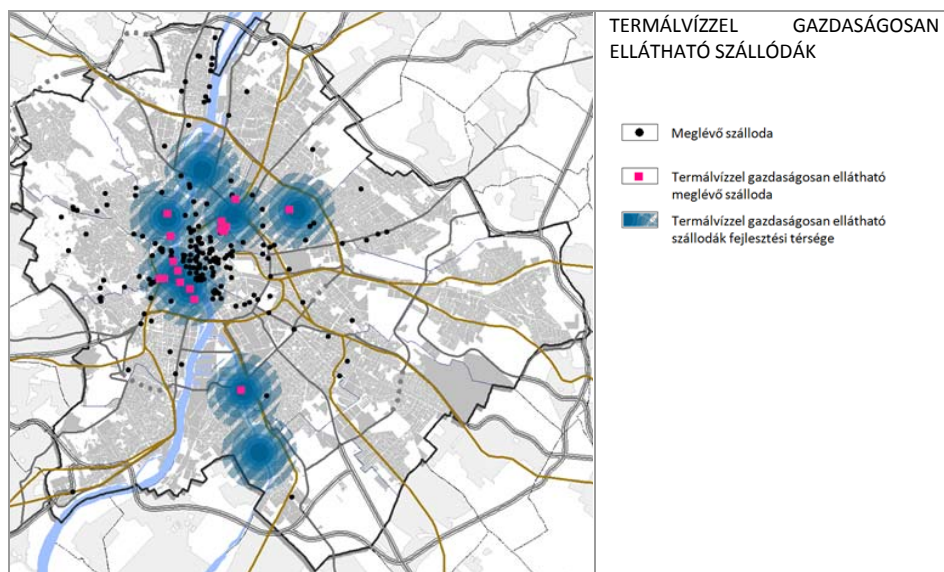 TERMÁLVÍZZEL GAZDASÁGOSAN
ELLÁTHATÓ SZÁLLÓDÁK
Meglévő szálloda
Termálvízzel gazdaságosan ellátható
meglévő szálloda
Termálvízzel gazdaságosan ellátható
szállodák fejlesztési térsége